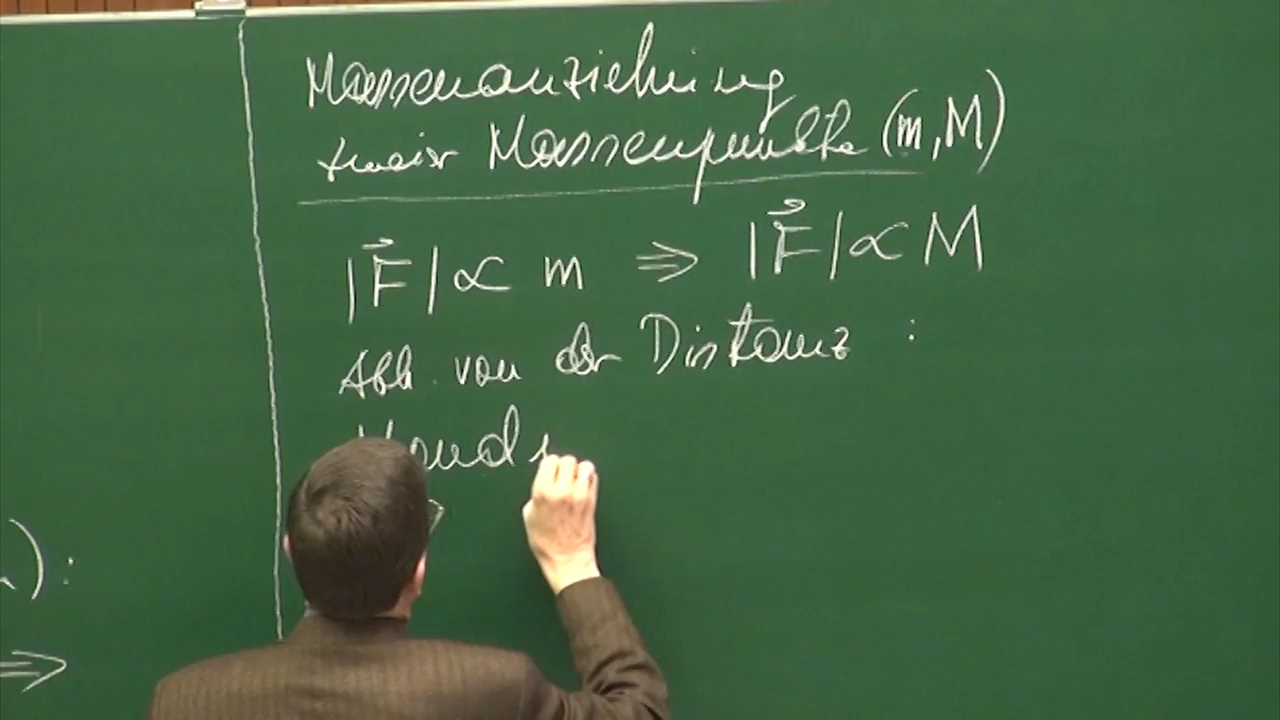 Massenanziehung
zweier Massenpunkte (m, M)
|F⃗| ∝ m ⇒ |F⃗| ∝ M
Abh. von der Distanz :
):
⇒